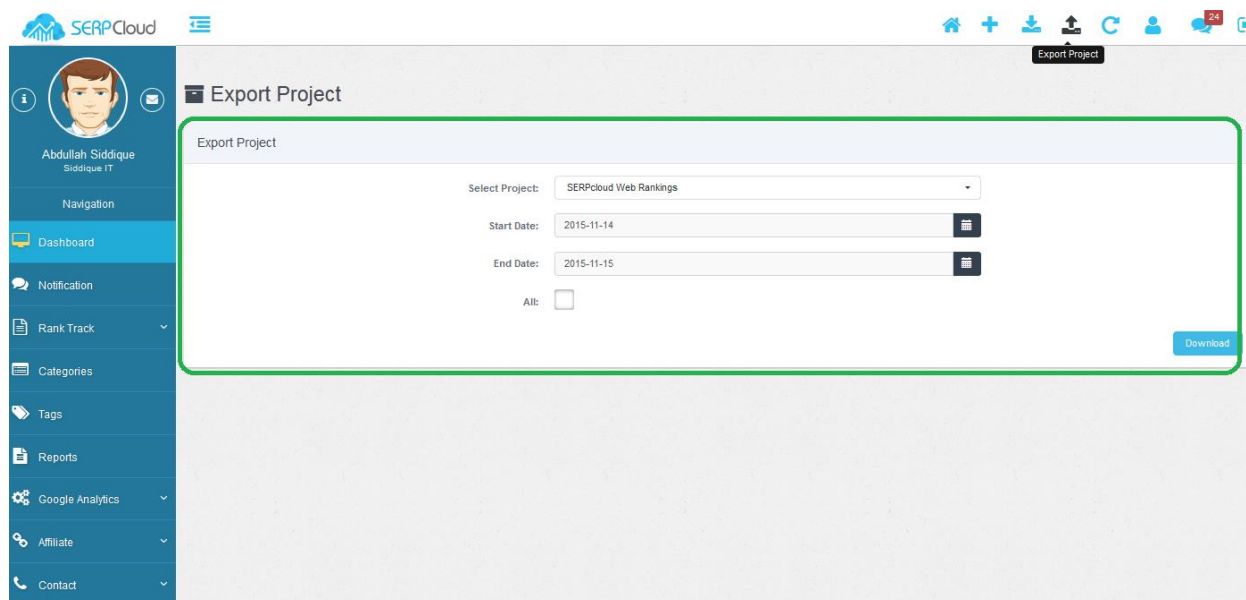 SERPCloud
24
Export Project
Abdullah Siddique
Siddique IT
Navigation
Dashboard
Notification
Rank Track
Categories
Tags
Reports
Google Analytics
Affiliate
Contact
Export Project
Export Project
Select Project: SERPcloud Web Rankings
Start Date: 2015-11-14
End Date: 2015-11-15
All:
Download